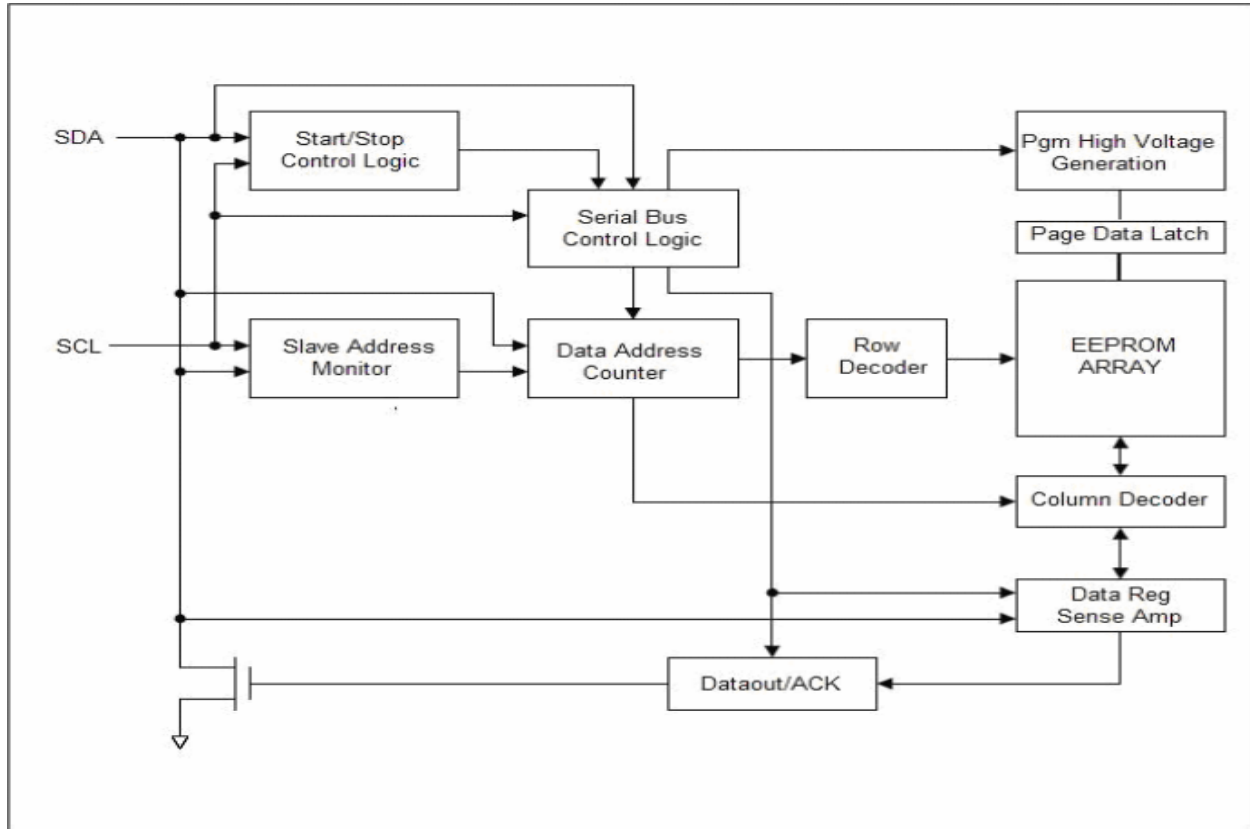 SDA
Start/Stop
Control Logic
Pgm High Voltage
Generation
Serial Bus
Control Logic
Page Data Latch
SCL
Slave Address
Monitor
Data Address
Counter
Row
Decoder
EEPROM
ARRAY
Column Decoder
Data Reg
Sense Amp
Dataout/ACK